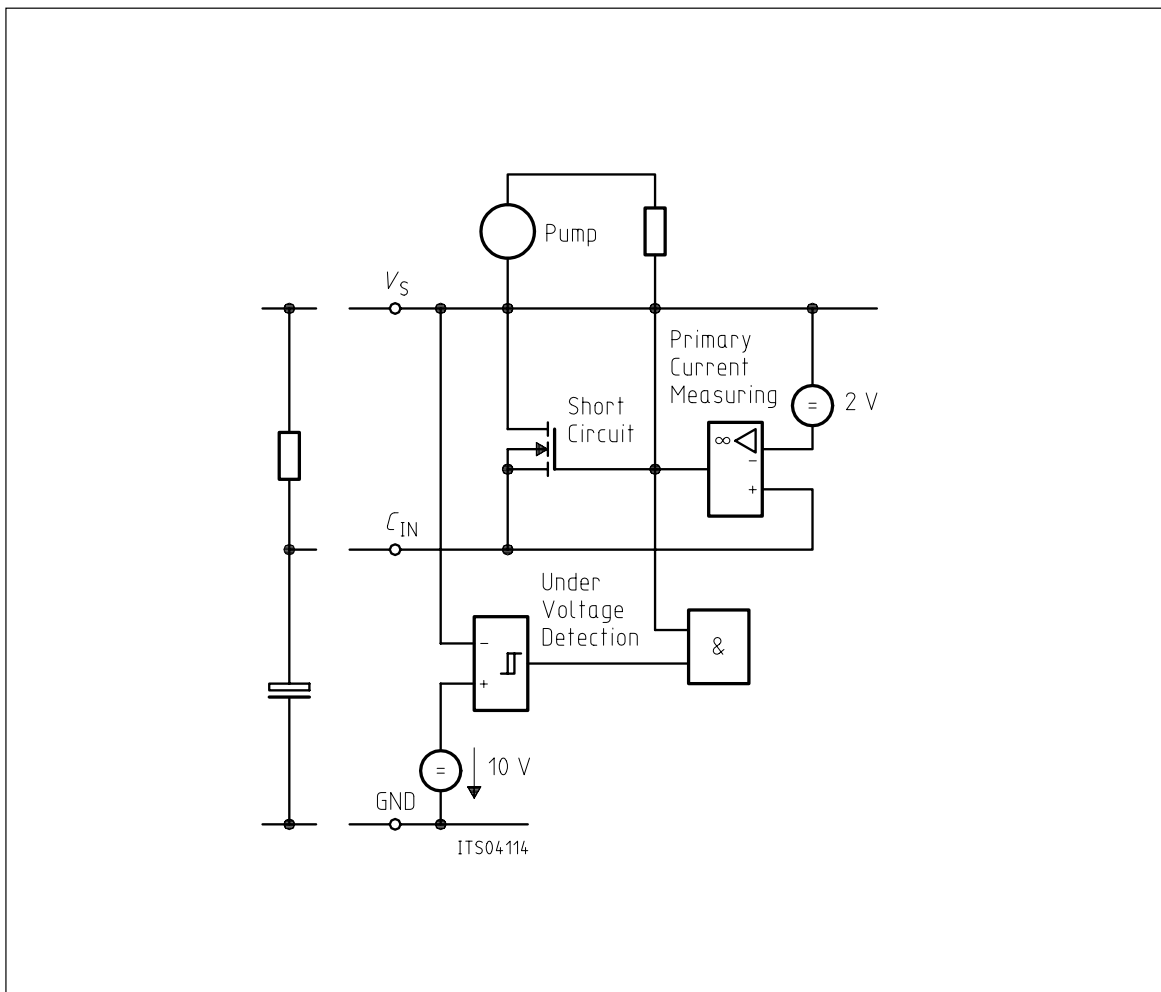 Pump
V_S
Primary
Current
Measuring
= 2 V
Short
Circuit
∞
−
+
C_IN
Under
Voltage
Detection
&
−
+
= 10 V
GND
ITS04114